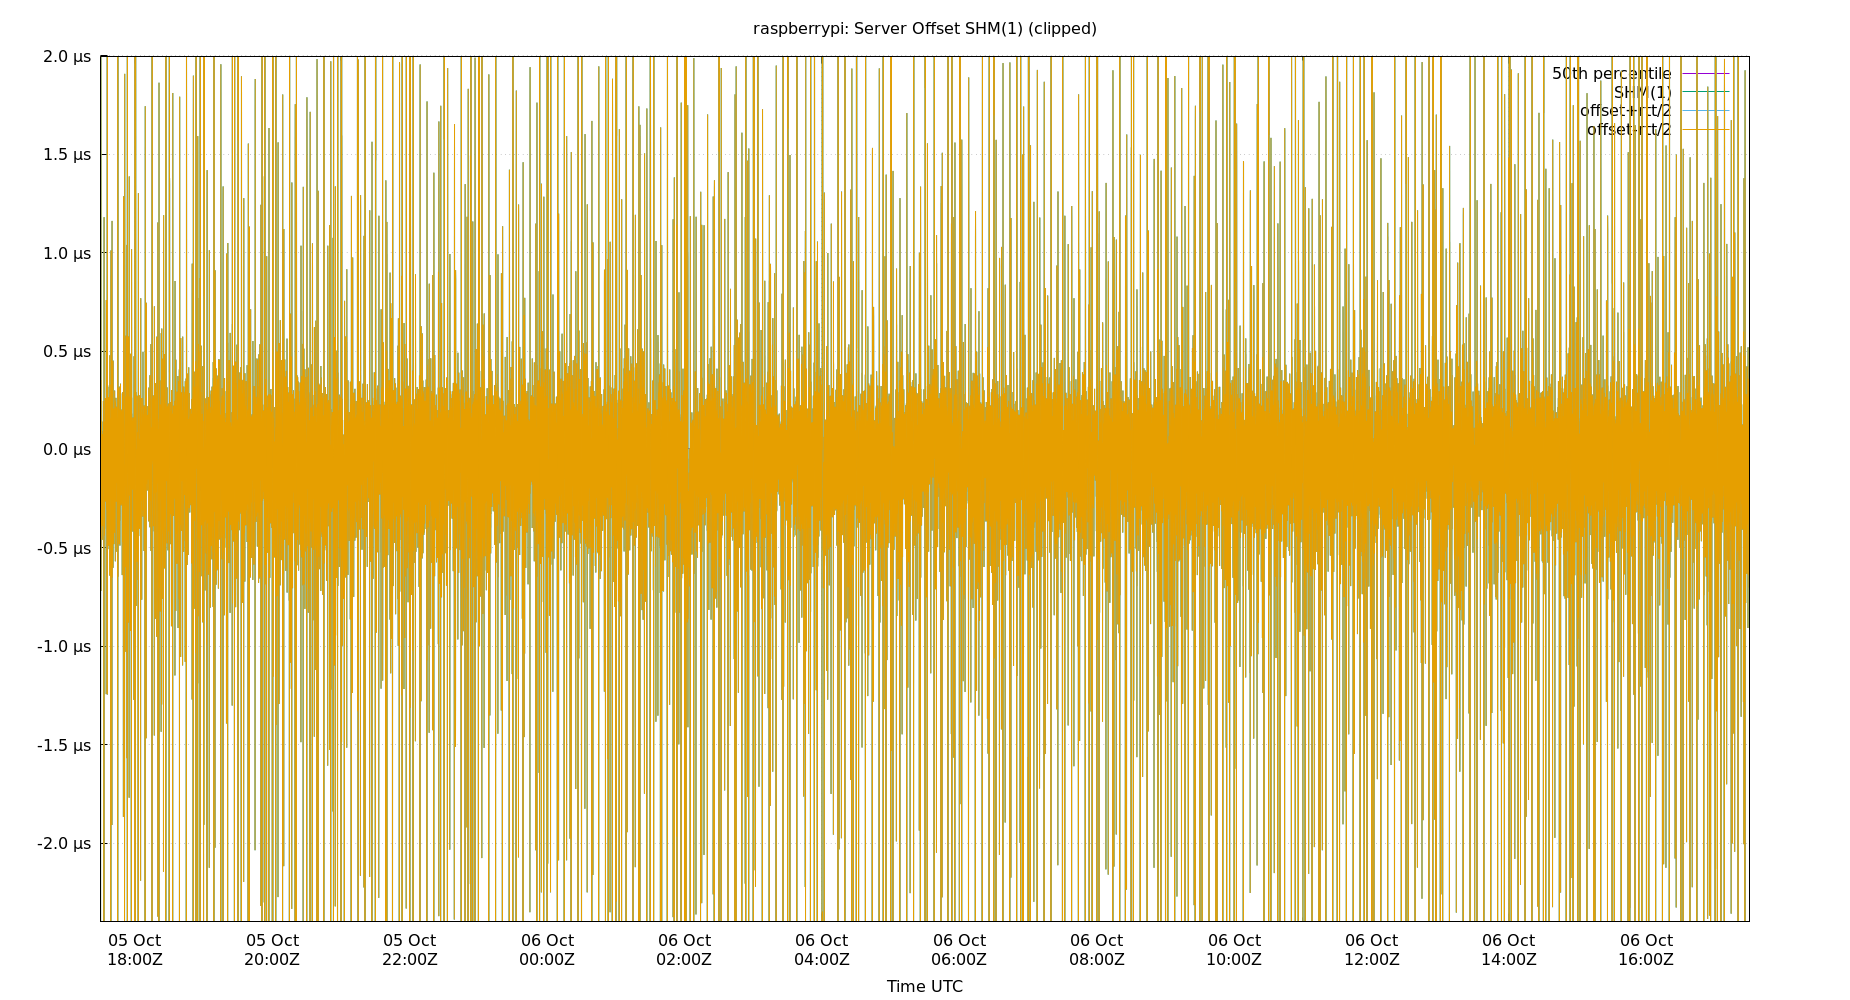 raspberrypi: Server Offset SHM(1) (clipped)
2.0 µs
1.5 µs
1.0 µs
0.5 µs
0.0 µs
-0.5 µs
-1.0 µs
-1.5 µs
-2.0 µs
50th percentile
SHM(1)
offset+rtt/2
offset-rtt/2
05 Oct 05 Oct 05 Oct 06 Oct 06 Oct 06 Oct 06 Oct 06 Oct 06 Oct 06 Oct 06 Oct 06 Oct
18:00Z 20:00Z 22:00Z 00:00Z 02:00Z 04:00Z 06:00Z 08:00Z 10:00Z 12:00Z 14:00Z 16:00Z
Time UTC